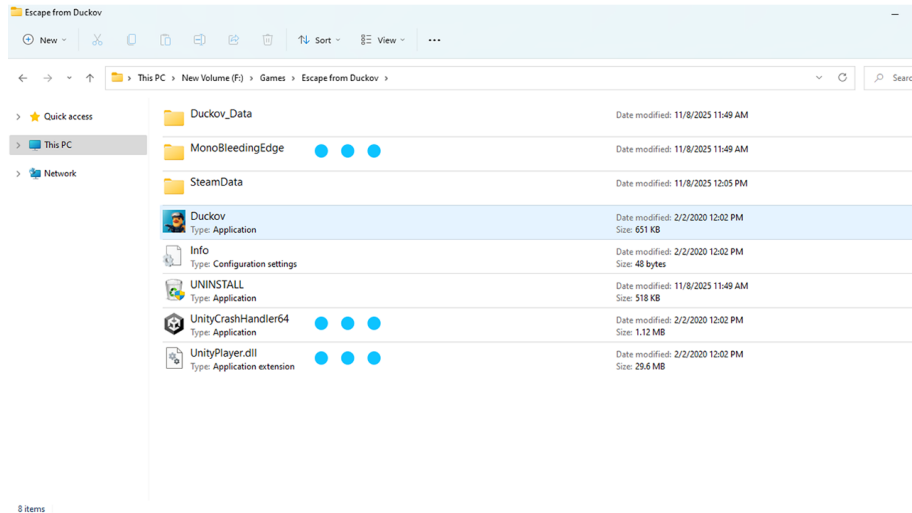 Escape from Duckov
New
Sort
View
This PC > New Volume (F:) > Games > Escape from Duckov >
Quick access
This PC
Network
Duckov_Data
Date modified: 11/8/2025 11:49 AM
MonoBleedingEdge
Date modified: 11/8/2025 11:49 AM
SteamData
Date modified: 11/8/2025 12:05 PM
Duckov
Date modified: 2/2/2020 12:02 PM
Type: Application
Size: 651 KB
Info
Date modified: 2/2/2020 12:02 PM
Type: Configuration settings
Size: 48 bytes
UNINSTALL
Date modified: 11/8/2025 11:49 AM
Type: Application
Size: 518 KB
UnityCrashHandler64
Date modified: 2/2/2020 12:02 PM
Type: Application
Size: 1.12 MB
UnityPlayer.dll
Date modified: 2/2/2020 12:02 PM
Type: Application extension
Size: 29.6 MB
8 items